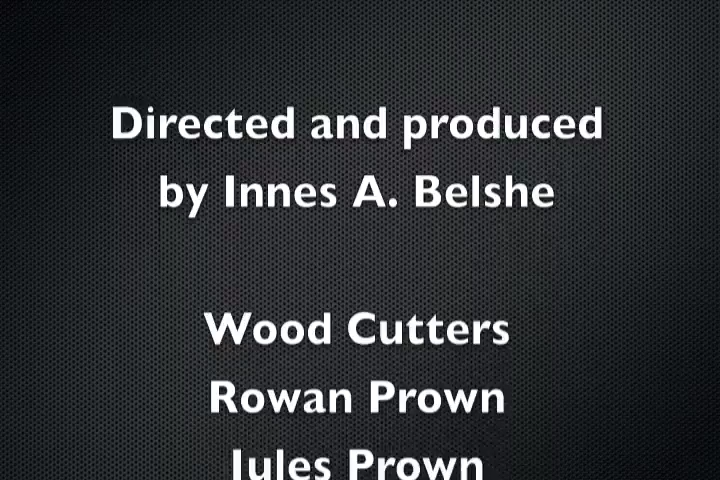 Directed and produced
by Innes A. Belshe
Wood Cutters
Rowan Prown
Jules Prown